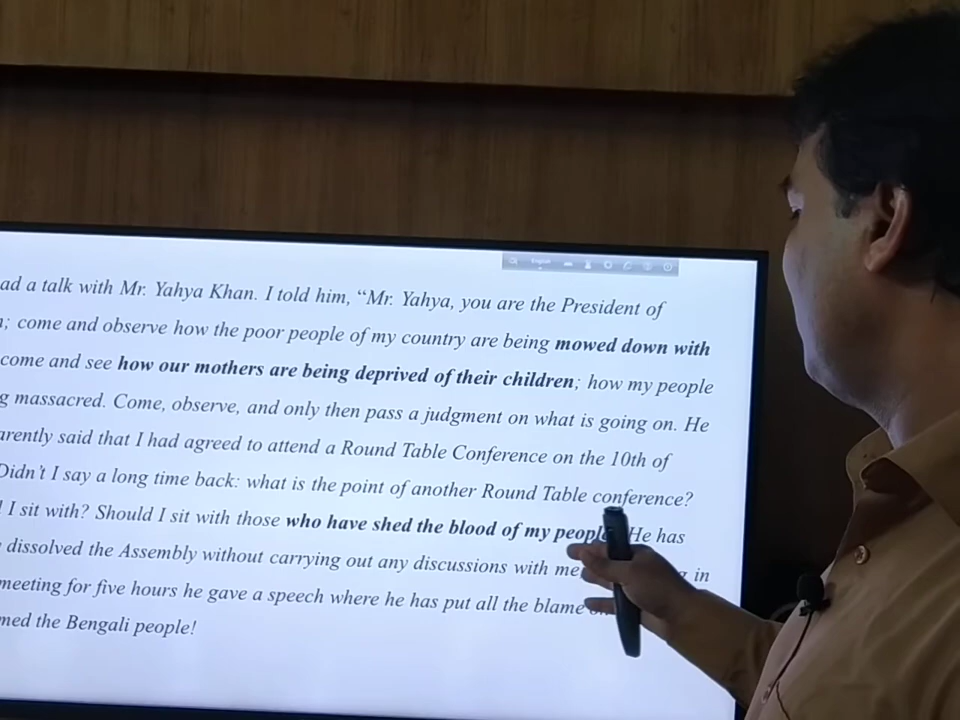 English
ad a talk with Mr. Yahya Khan. I told him, “Mr. Yahya, you are the President of
; come and observe how the poor people of my country are being mowed down with
come and see how our mothers are being deprived of their children; how my people
g massacred. Come, observe, and only then pass a judgment on what is going on. He
arently said that I had agreed to attend a Round Table Conference on the 10th of
Didn’t I say a long time back: what is the point of another Round Table conference?
I sit with? Should I sit with those who have shed the blood of my people He has
dissolved the Assembly without carrying out any discussions with me in
meeting for five hours he gave a speech where he has put all the blame
med the Bengali people!